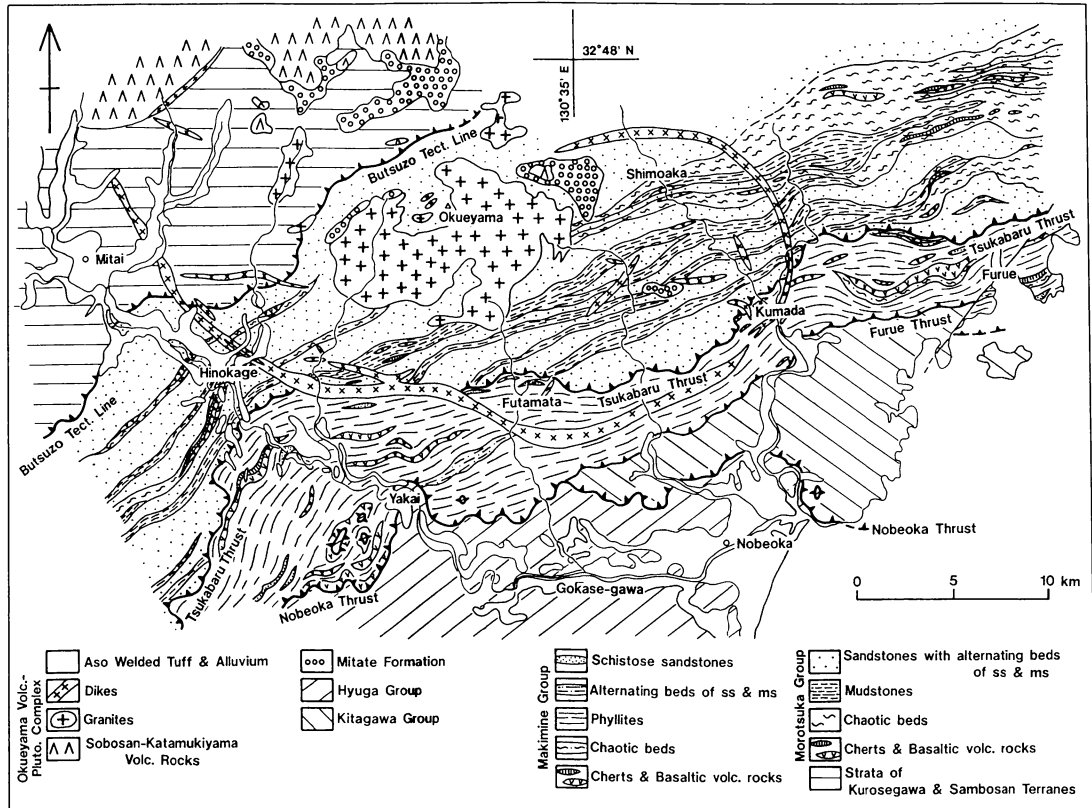 32°48' N
130°35' E
Butsuzo Tect. Line
Okueyama
Shimoaka
Mitai
Tsukabaru Thrust
Furue
Kumada
Furue Thrust
Hinokage
Butsuzo Tect. Line
Futamata
Tsukabaru Thrust
Yakai
Nobeoka Thrust
Nobeoka
Tsukabaru Thrust
Nobeoka Thrust
Gokase-gawa
0 5 10 km
Okueyama Volc.-
Pluto. Complex
Aso Welded Tuff & Alluvium
Dikes
Granites
Sobosan-Katamukiyama
Volc. Rocks
Mitate Formation
Hyuga Group
Kitagawa Group
Makimine Group
Schistose sandstones
Alternating beds of ss & ms
Phyllites
Chaotic beds
Cherts & Basaltic volc. rocks
Morotsuka Group
Sandstones with alternating beds
of ss & ms
Mudstones
Chaotic beds
Cherts & Basaltic volc. rocks
Strata of
Kurosegawa & Sambosan Terranes